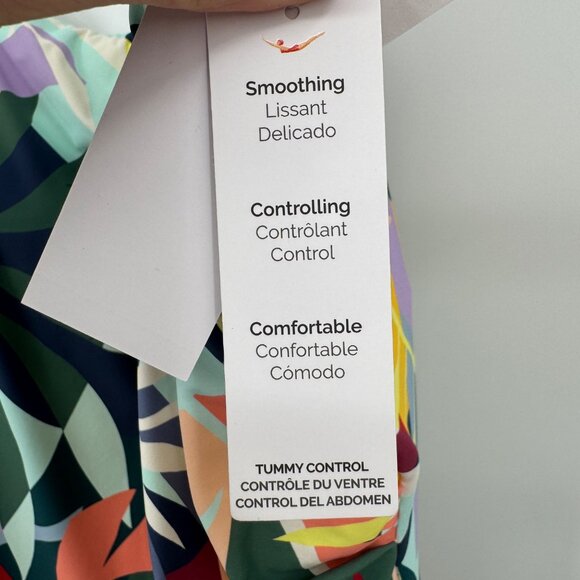 Smoothing
Lissant
Delicado
Controlling
Contrôlant
Control
Comfortable
Confortable
Cómodo
TUMMY CONTROL
CONTRÔLE DU VENTRE
CONTROL DEL ABDOMEN